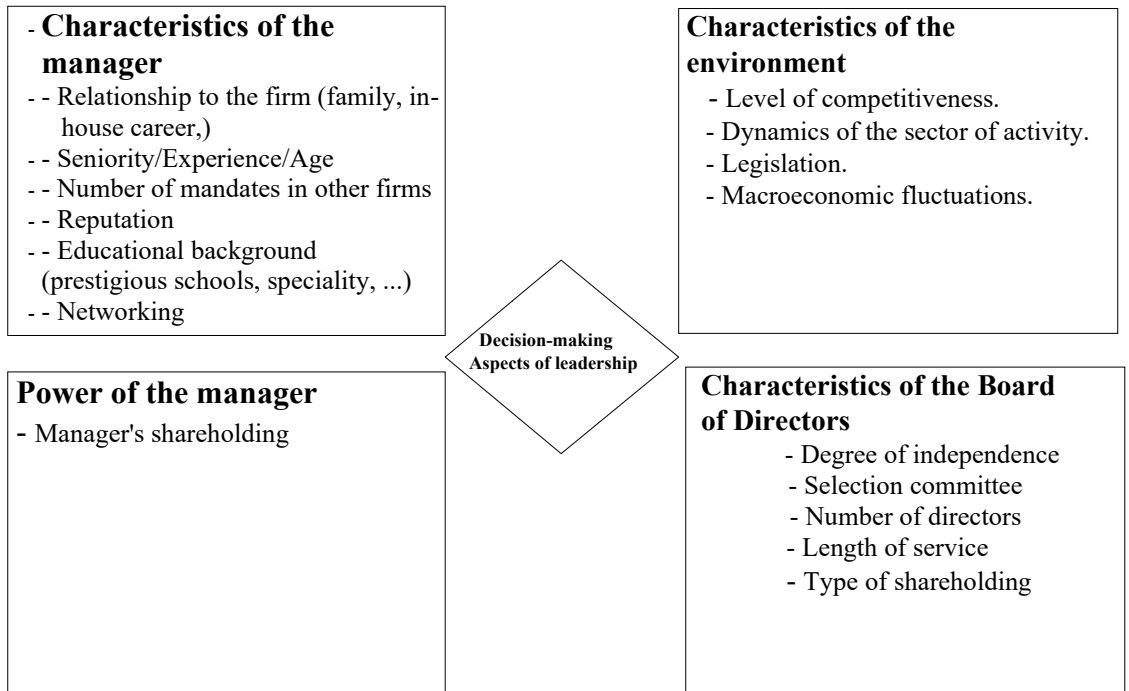 - Characteristics of the
manager
- - Relationship to the firm (family, in-
house career,)
- - Seniority/Experience/Age
- - Number of mandates in other firms
- - Reputation
- - Educational background
(prestigious schools, speciality, ...)
- - Networking
Characteristics of the
environment
- Level of competitiveness.
- Dynamics of the sector of activity.
- Legislation.
- Macroeconomic fluctuations.
Decision-making
Aspects of leadership
Power of the manager
- Manager's shareholding
Characteristics of the Board
of Directors
- Degree of independence
- Selection committee
- Number of directors
- Length of service
- Type of shareholding